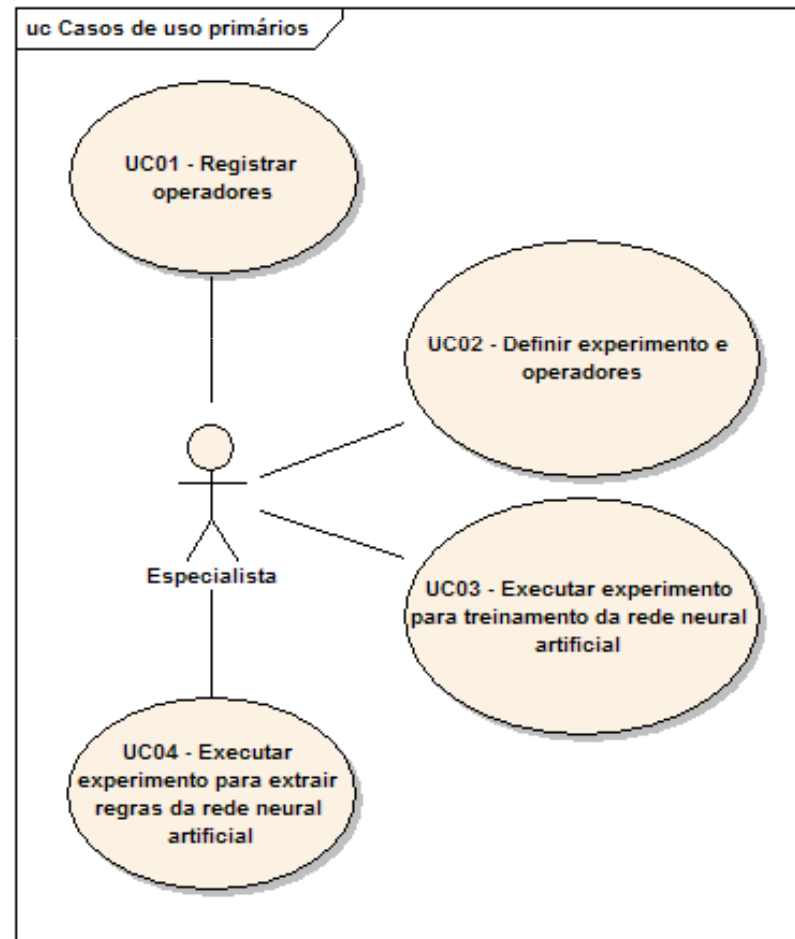 uc Casos de uso primários
UC01 - Registrar
operadores
UC02 - Definir experimento e
operadores
Especialista
UC03 - Executar experimento
para treinamento da rede neural
artificial
UC04 - Executar
experimento para extrair
regras da rede neural
artificial